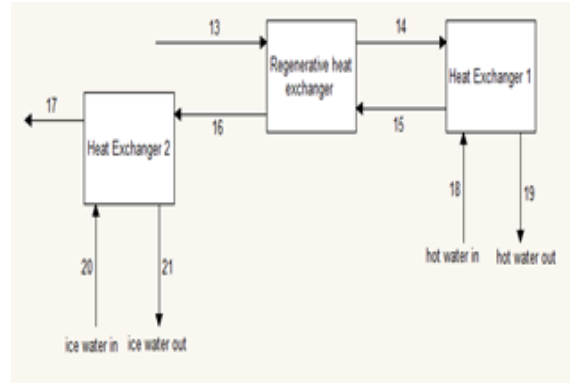 13
14
Regenerative heat
exchanger
Heat Exchanger 1
17
16
15
Heat Exchanger 2
18
19
hot water in
hot water out
20
21
ice water in
ice water out